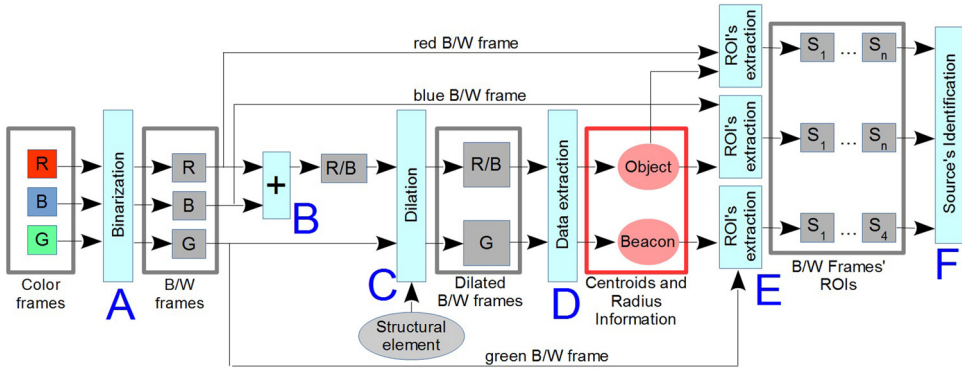 red B/W frame
blue B/W frame
R
B
G
Color
frames
Binarization
A
R
B
G
B/W
frames
+
B
R/B
Dilation
C
Structural
element
R/B
G
Dilated
B/W frames
Data extraction
D
Object
Beacon
Centroids and
Radius
Information
green B/W frame
ROI's
extraction
ROI's
extraction
ROI's
extraction
E
S1 ... Sn
S1 ... Sn
S1 ... S4
B/W Frames'
ROIs
Source's Identification
F